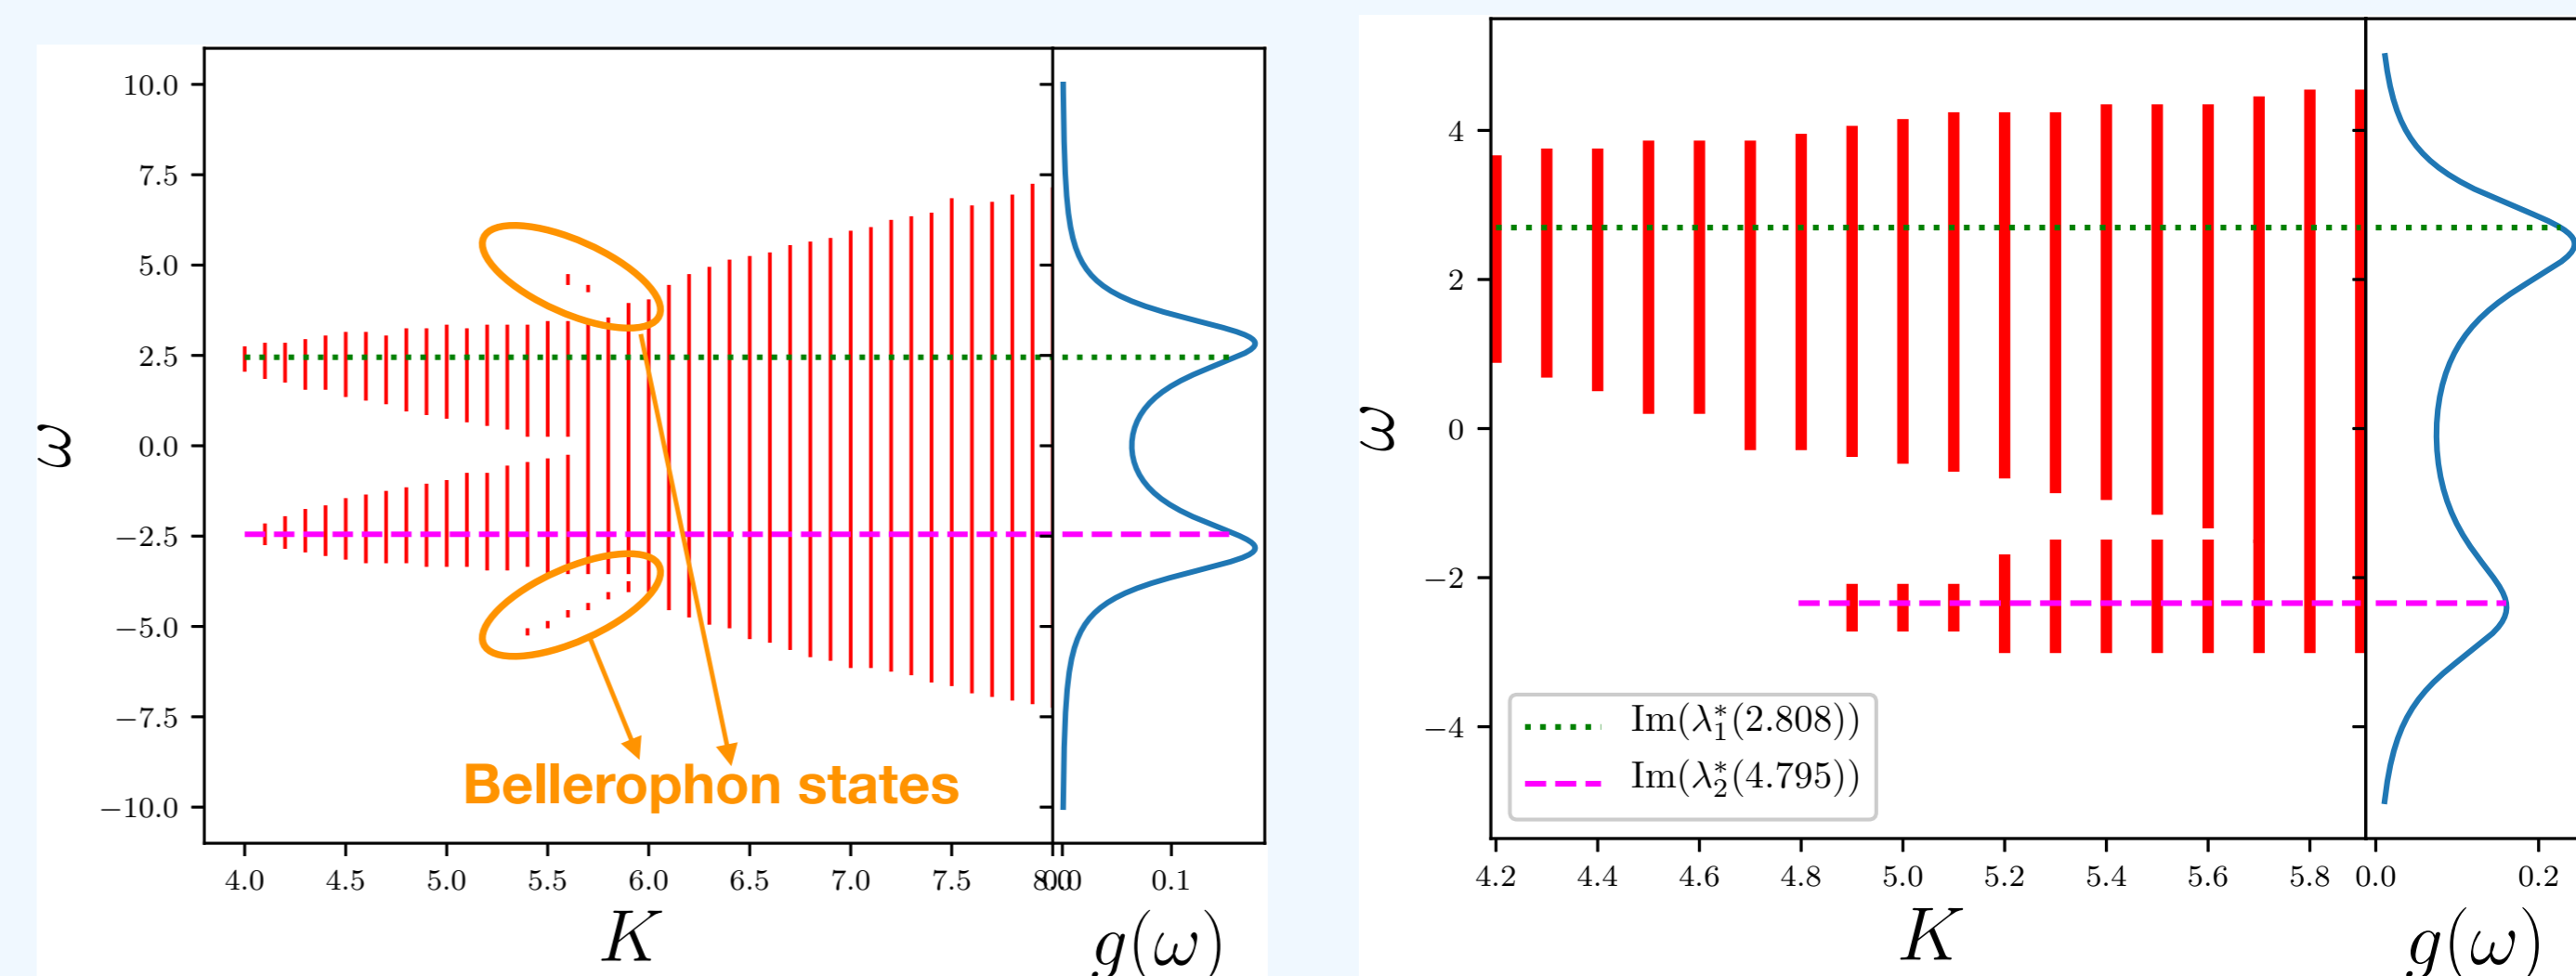 10.0
7.5
5.0
2.5
0.0
−2.5
−5.0
−7.5
−10.0
ω
Bellerophon states
4.0 4.5 5.0 5.5 6.0 6.5 7.0 7.5 8.0 0.0 0.1
K g(ω)
4
2
0
−2
−4
ω
Im(λ₁*(2.808))
Im(λ₂*(4.795))
4.2 4.4 4.6 4.8 5.0 5.2 5.4 5.6 5.8 0.0 0.2
K g(ω)